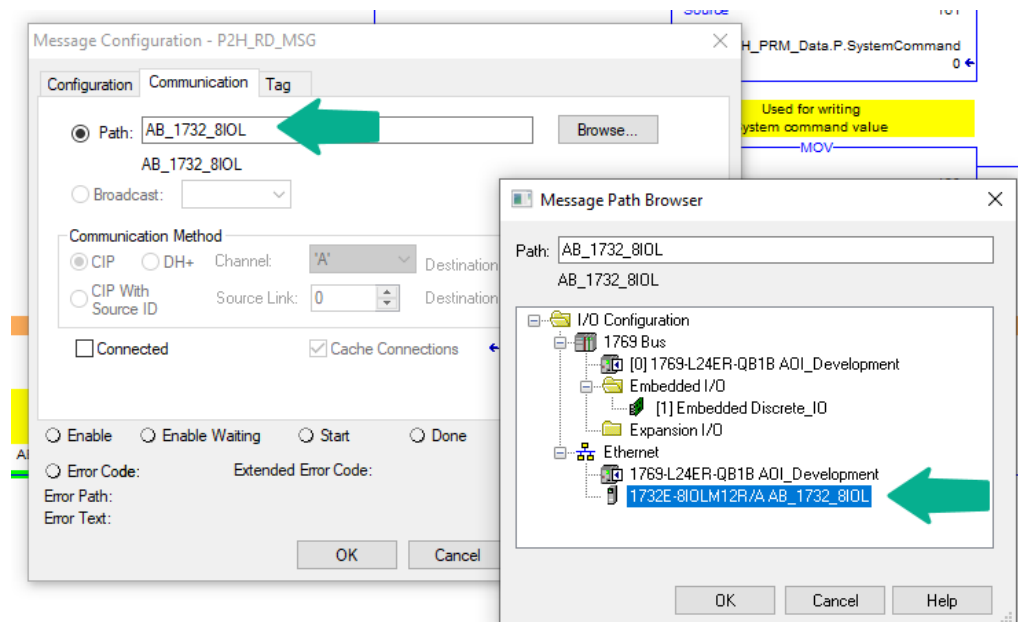 Source
Message Configuration - P2H_RD_MSG
H_PRM_Data.P.SystemCommand
0
Configuration Communication Tag
Used for writing
ystem command value
MOV
Path: AB_1732_8IOL Browse...
AB_1732_8IOL
Broadcast:
Communication Method
CIP DH+ Channel: 'A' Destination
CIP With
Source ID
Source Link: 0 Destination
Connected Cache Connections
Enable Enable Waiting Start Done
Error Code: Extended Error Code:
Error Path:
Error Text:
OK Cancel
Message Path Browser
Path: AB_1732_8IOL
AB_1732_8IOL
I/O Configuration
1769 Bus
[0] 1769-L24ER-QB1B AOI_Development
Embedded I/O
[1] Embedded Discrete_IO
Expansion I/O
Ethernet
1769-L24ER-QB1B AOI_Development
1732E-8IOLM12R/A AB_1732_8IOL
OK Cancel Help